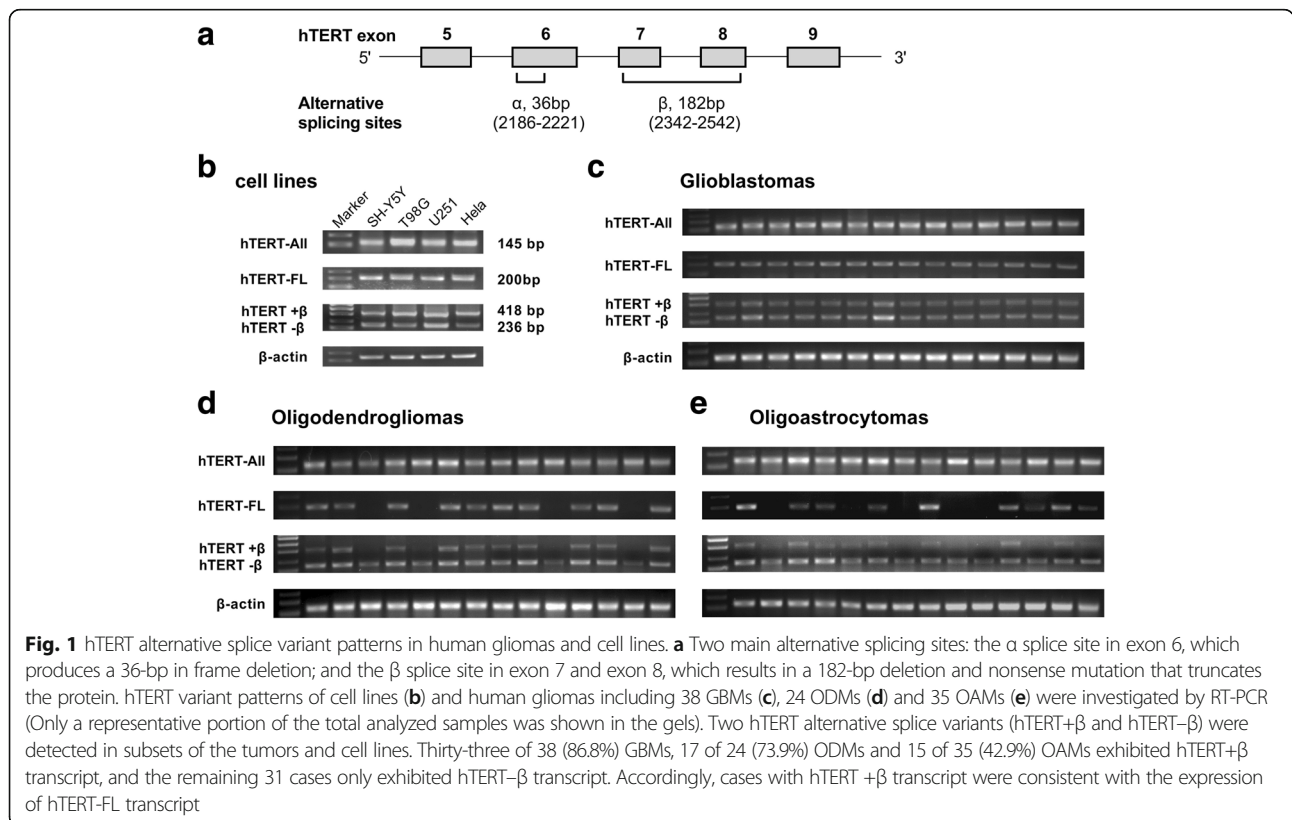 a
hTERT exon 5 6 7 8 9
5' 3'
Alternative splicing sites
α, 36bp
(2186-2221)
β, 182bp
(2342-2542)
b
cell lines
Marker SH-Y5Y T98G U251 Hela
hTERT-All 145 bp
hTERT-FL 200bp
hTERT +β 418 bp
hTERT -β 236 bp
β-actin
c
Glioblastomas
hTERT-All
hTERT-FL
hTERT +β
hTERT -β
β-actin
d
Oligodendrogliomas
hTERT-All
hTERT-FL
hTERT +β
hTERT -β
β-actin
e
Oligoastrocytomas
Fig. 1 hTERT alternative splice variant patterns in human gliomas and cell lines. a Two main alternative splicing sites: the α splice site in exon 6, which
produces a 36-bp in frame deletion; and the β splice site in exon 7 and exon 8, which results in a 182-bp deletion and nonsense mutation that truncates
the protein. hTERT variant patterns of cell lines (b) and human gliomas including 38 GBMs (c), 24 ODMs (d) and 35 OAMs (e) were investigated by RT-PCR
(Only a representative portion of the total analyzed samples was shown in the gels). Two hTERT alternative splice variants (hTERT+β and hTERT–β) were
detected in subsets of the tumors and cell lines. Thirty-three of 38 (86.8%) GBMs, 17 of 24 (73.9%) ODMs and 15 of 35 (42.9%) OAMs exhibited hTERT+β
transcript, and the remaining 31 cases only exhibited hTERT–β transcript. Accordingly, cases with hTERT +β transcript were consistent with the expression
of hTERT-FL transcript